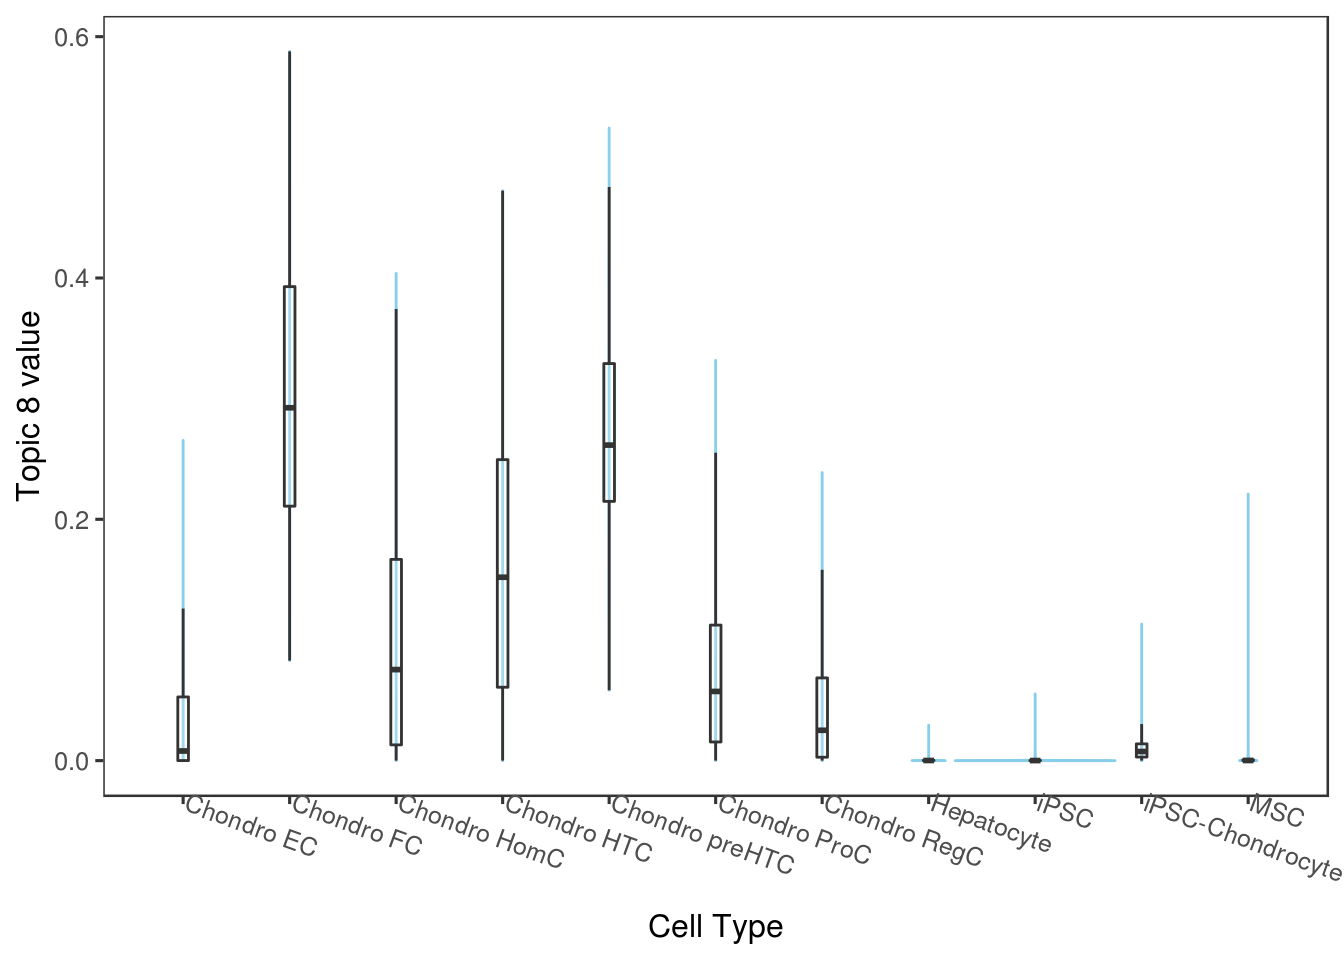 Topic 8 value
0.6
0.4
0.2
0.0
Chondro EC
Chondro FC
Chondro HomC
Chondro HTC
Chondro preHTC
Chondro ProC
Chondro RegC
Hepatocyte
iPSC
iPSC-Chondrocyte
MSC
Cell Type